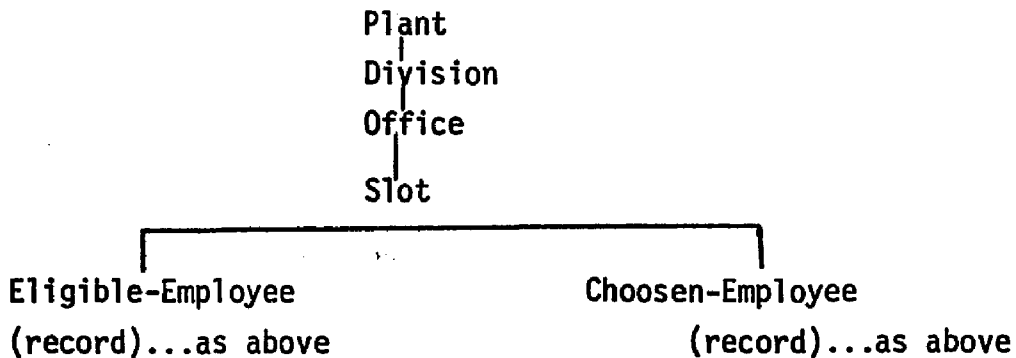 Plant
Division
Office
Slot
Eligible-Employee Choosen-Employee
(record)...as above (record)...as above